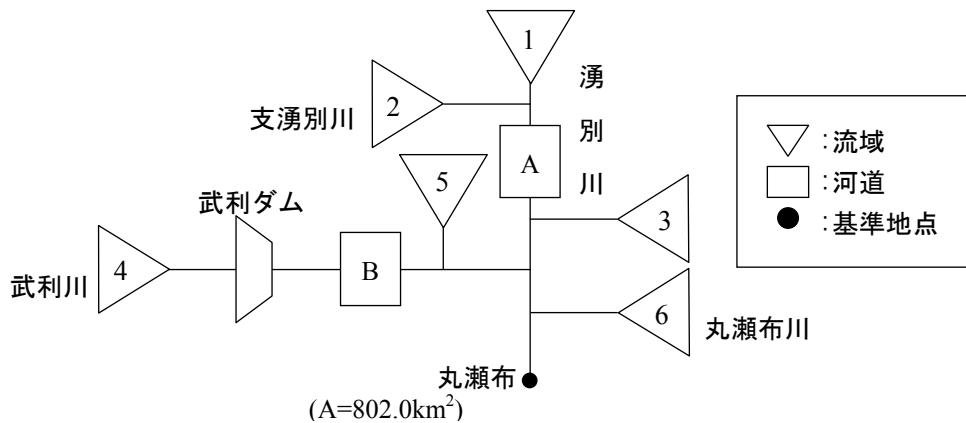 1
湧別川
2
支湧別川
A
5
3
武利ダム
4
武利川
B
6
丸瀬布川
丸瀬布
(A=802.0km²)
:流域
:河道
:基準地点